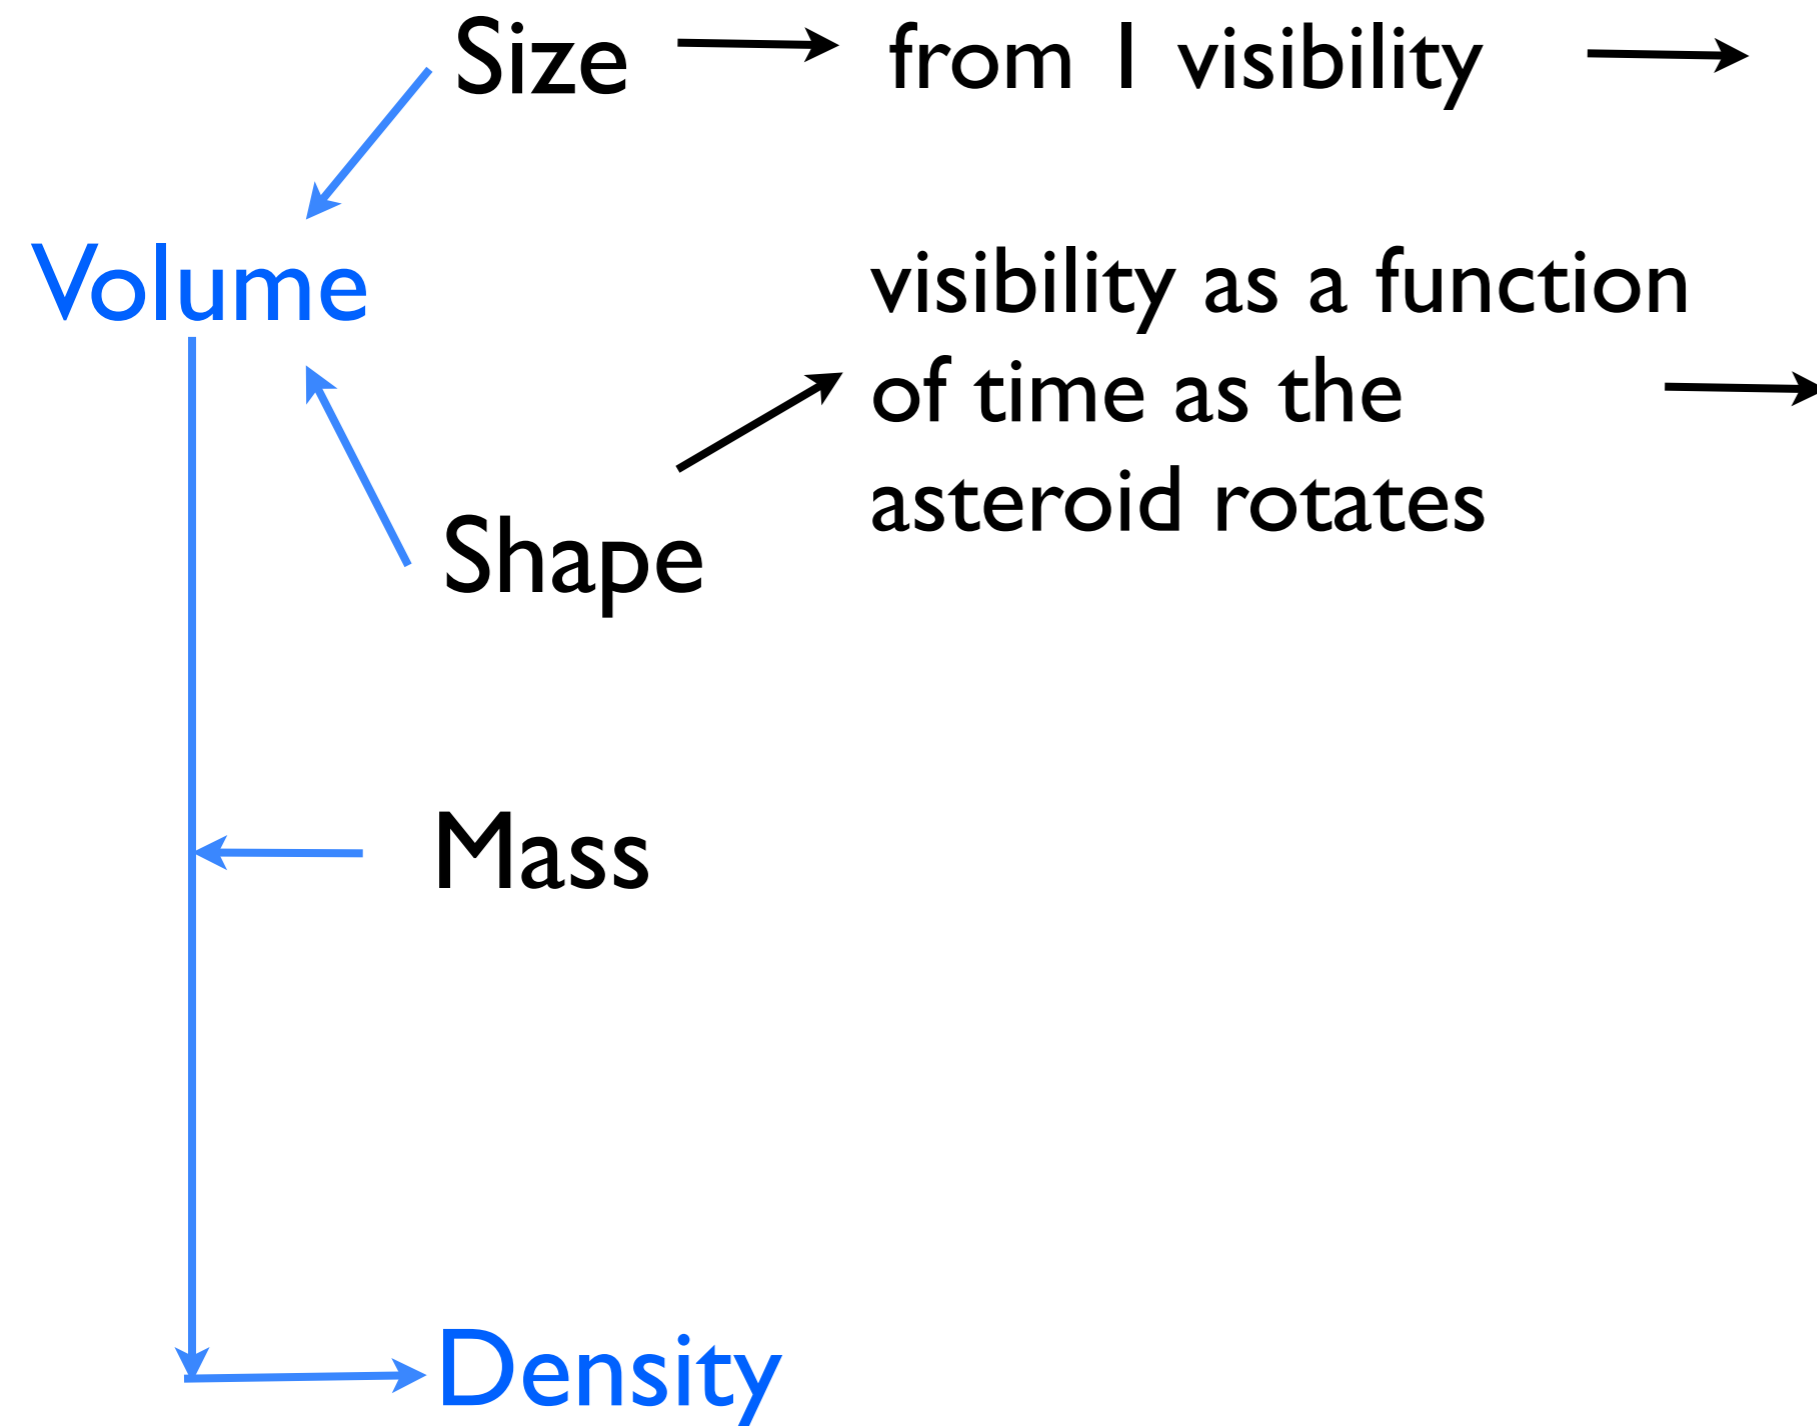 Size
from 1 visibility
Volume
visibility as a function
of time as the
asteroid rotates
Shape
Mass
Density